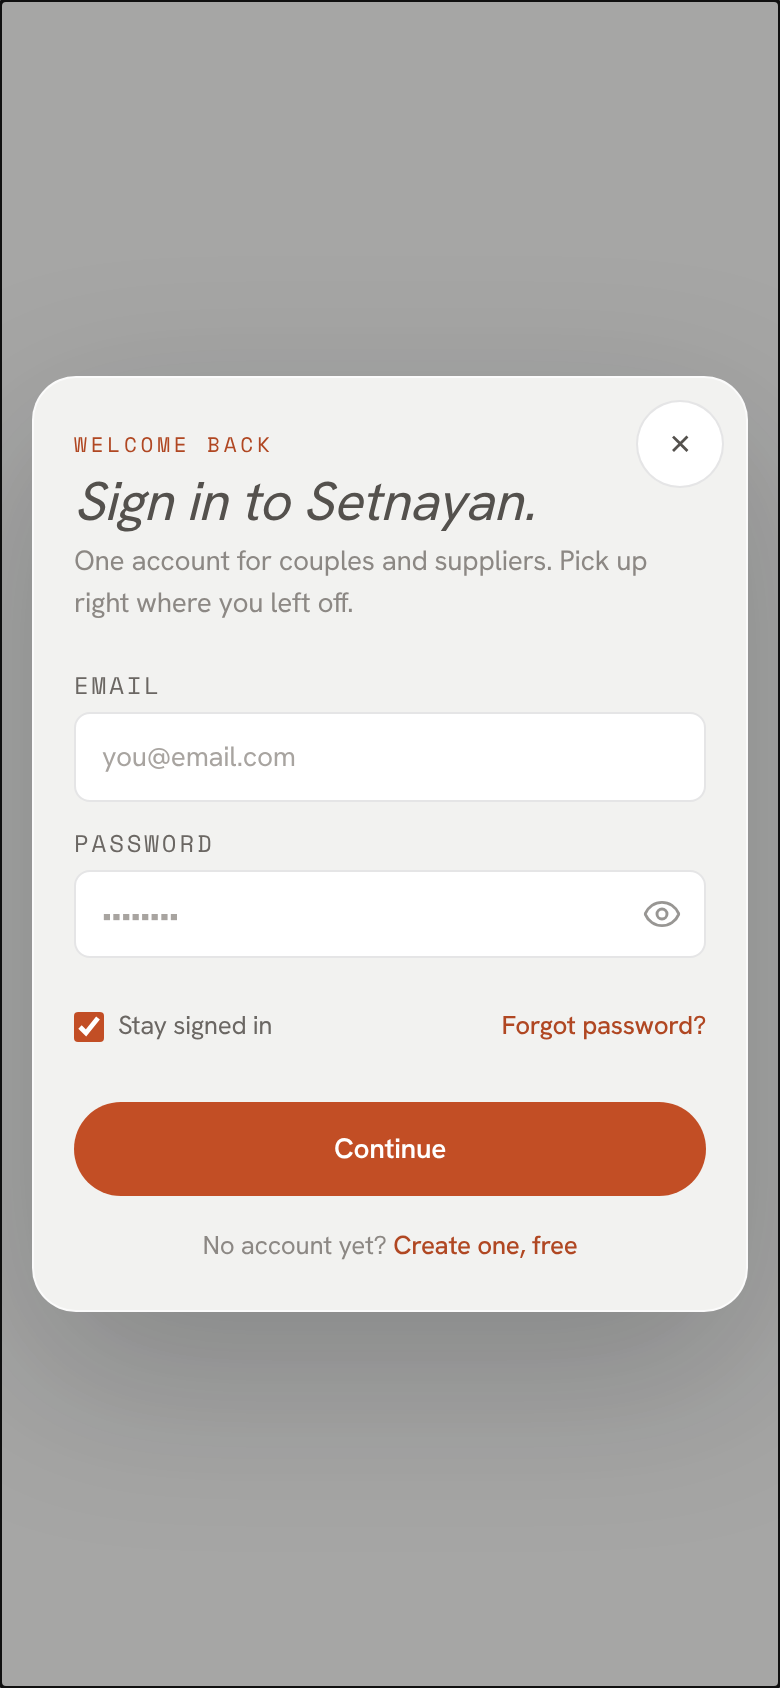 WELCOME BACK
Sign in to Setnayan.
One account for couples and suppliers. Pick up
right where you left off.
EMAIL
you@email.com
PASSWORD
Stay signed in
Forgot password?
Continue
No account yet? Create one, free